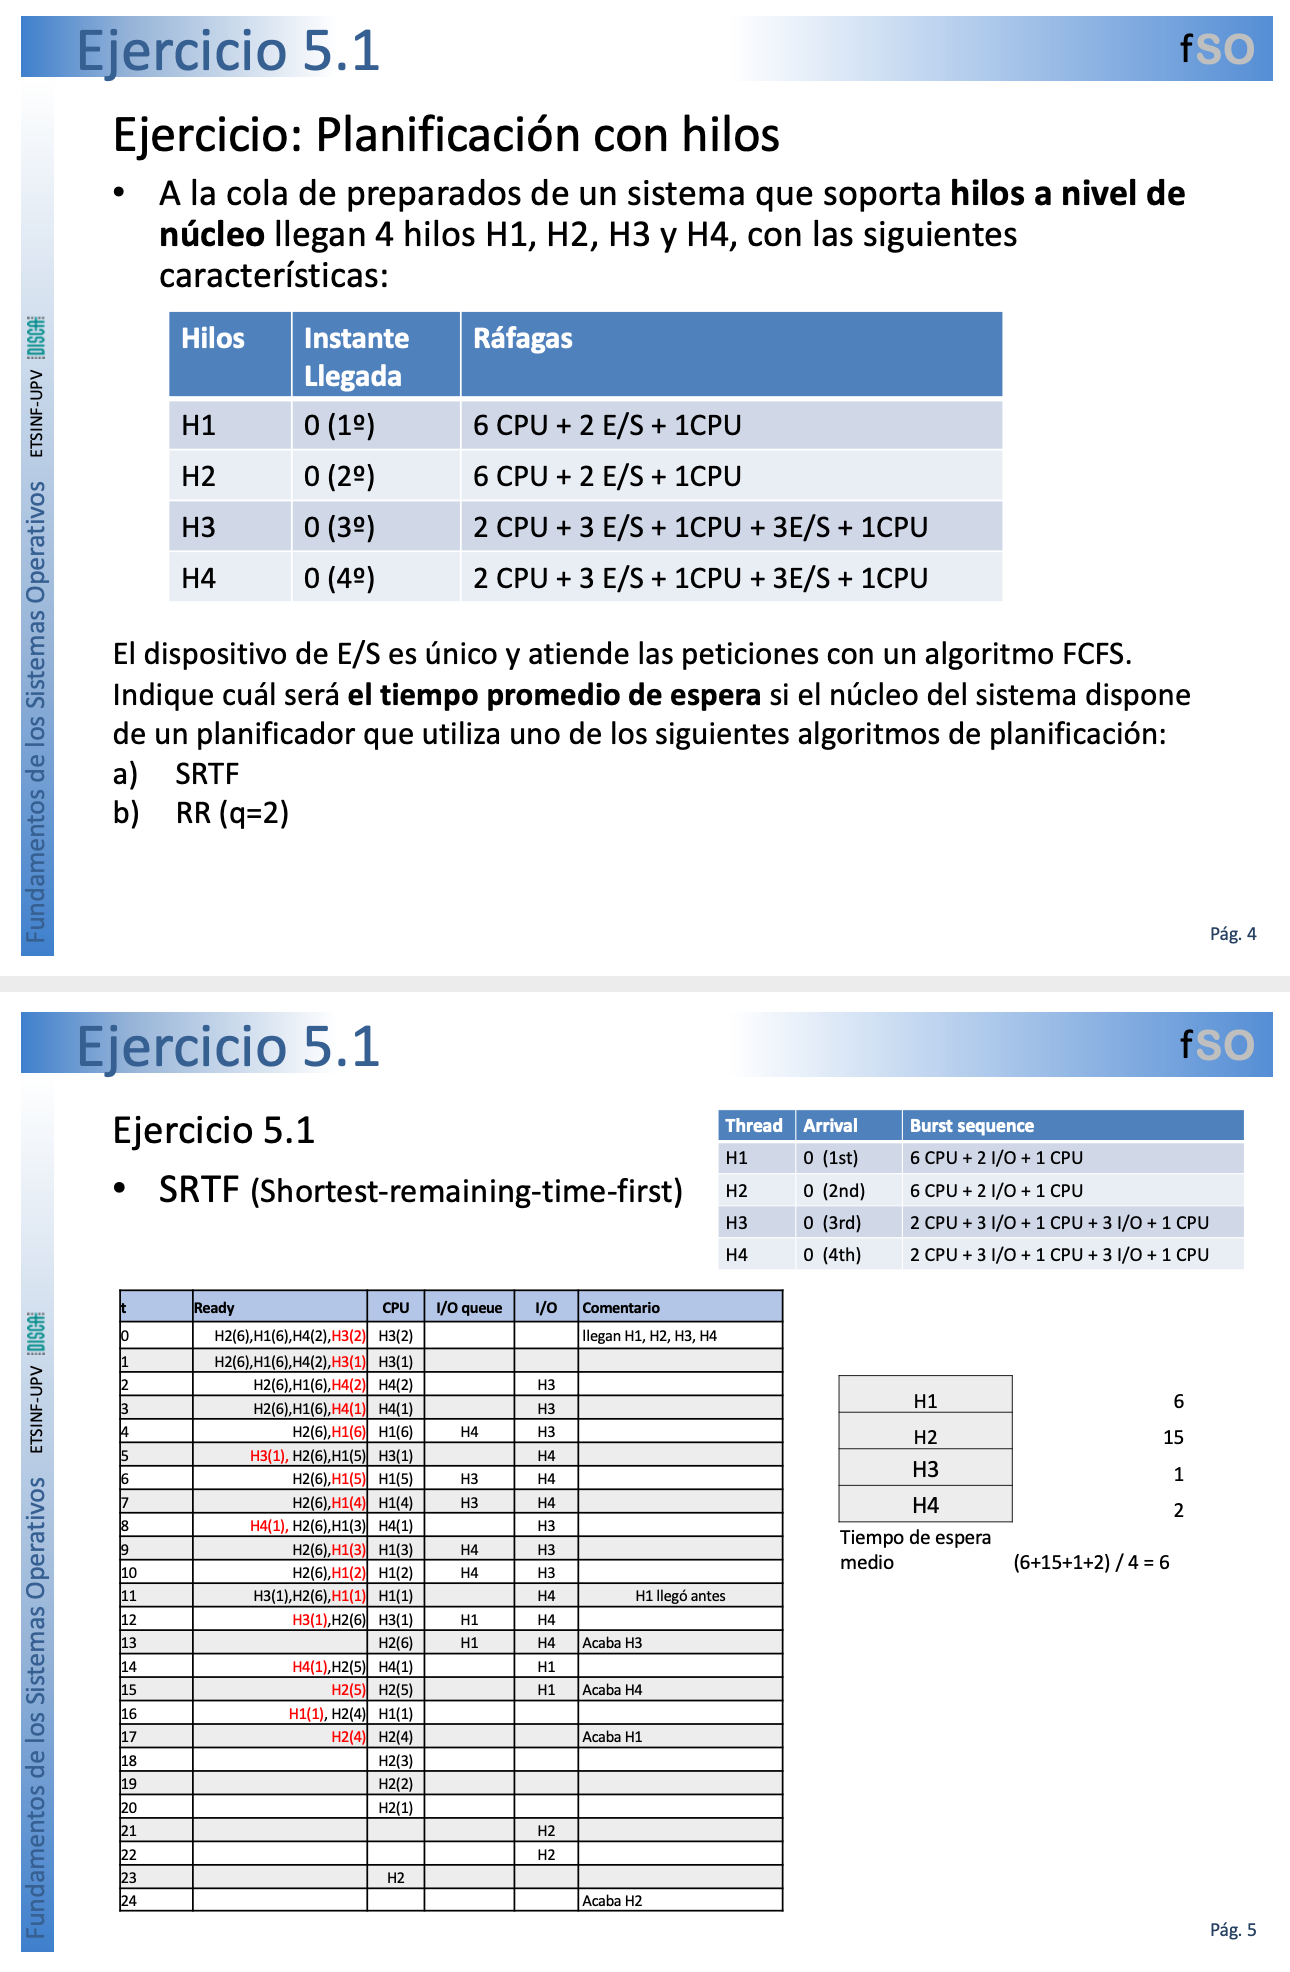 Ejercicio 5.1
fSO
Ejercicio: Planificación con hilos
• A la cola de preparados de un sistema que soporta hilos a nivel de
núcleo llegan 4 hilos H1, H2, H3 y H4, con las siguientes
características:
Hilos Instante Llegada Ráfagas
H1 0 (1º) 6 CPU + 2 E/S + 1CPU
H2 0 (2º) 6 CPU + 2 E/S + 1CPU
H3 0 (3º) 2 CPU + 3 E/S + 1CPU + 3E/S + 1CPU
H4 0 (4º) 2 CPU + 3 E/S + 1CPU + 3E/S + 1CPU
El dispositivo de E/S es único y atiende las peticiones con un algoritmo FCFS.
Indique cuál será el tiempo promedio de espera si el núcleo del sistema dispone
de un planificador que utiliza uno de los siguientes algoritmos de planificación:
a) SRTF
b) RR (q=2)
Fundamentos de los Sistemas Operativos ETSINF-UPV DISCA
Pág. 4
Ejercicio 5.1
fSO
Ejercicio 5.1
• SRTF (Shortest-remaining-time-first)
Thread Arrival Burst sequence
H1 0 (1st) 6 CPU + 2 I/O + 1 CPU
H2 0 (2nd) 6 CPU + 2 I/O + 1 CPU
H3 0 (3rd) 2 CPU + 3 I/O + 1 CPU + 3 I/O + 1 CPU
H4 0 (4th) 2 CPU + 3 I/O + 1 CPU + 3 I/O + 1 CPU
t Ready CPU I/O queue I/O Comentario
0 H2(6),H1(6),H4(2),H3(2) H3(2) llegan H1, H2, H3, H4
1 H2(6),H1(6),H4(2),H3(1) H3(1)
2 H2(6),H1(6),H4(2) H4(2) H3
3 H2(6),H1(6),H4(1) H4(1) H3
4 H2(6),H1(6) H1(6) H4 H3
5 H3(1), H2(6),H1(5) H3(1) H4
6 H2(6),H1(5) H1(5) H3 H4
7 H2(6),H1(4) H1(4) H3 H4
8 H4(1), H2(6),H1(3) H4(1) H3
9 H2(6),H1(3) H1(3) H4 H3
10 H2(6),H1(2) H1(2) H4 H3
11 H3(1),H2(6),H1(1) H1(1) H4 H1 llegó antes
12 H3(1),H2(6) H3(1) H1 H4
13 H2(6) H1 H4 Acaba H3
14 H4(1),H2(5) H4(1) H1
15 H2(5) H2(5) H1 Acaba H4
16 H1(1), H2(4) H1(1)
17 H2(4) H2(4) Acaba H1
18 H2(3)
19 H2(2)
20 H2(1)
21 H2
22 H2
23 H2
24 Acaba H2
H1 6
H2 15
H3 1
H4 2
Tiempo de espera
medio (6+15+1+2) / 4 = 6
Fundamentos de los Sistemas Operativos ETSINF-UPV DISCA
Pág. 5